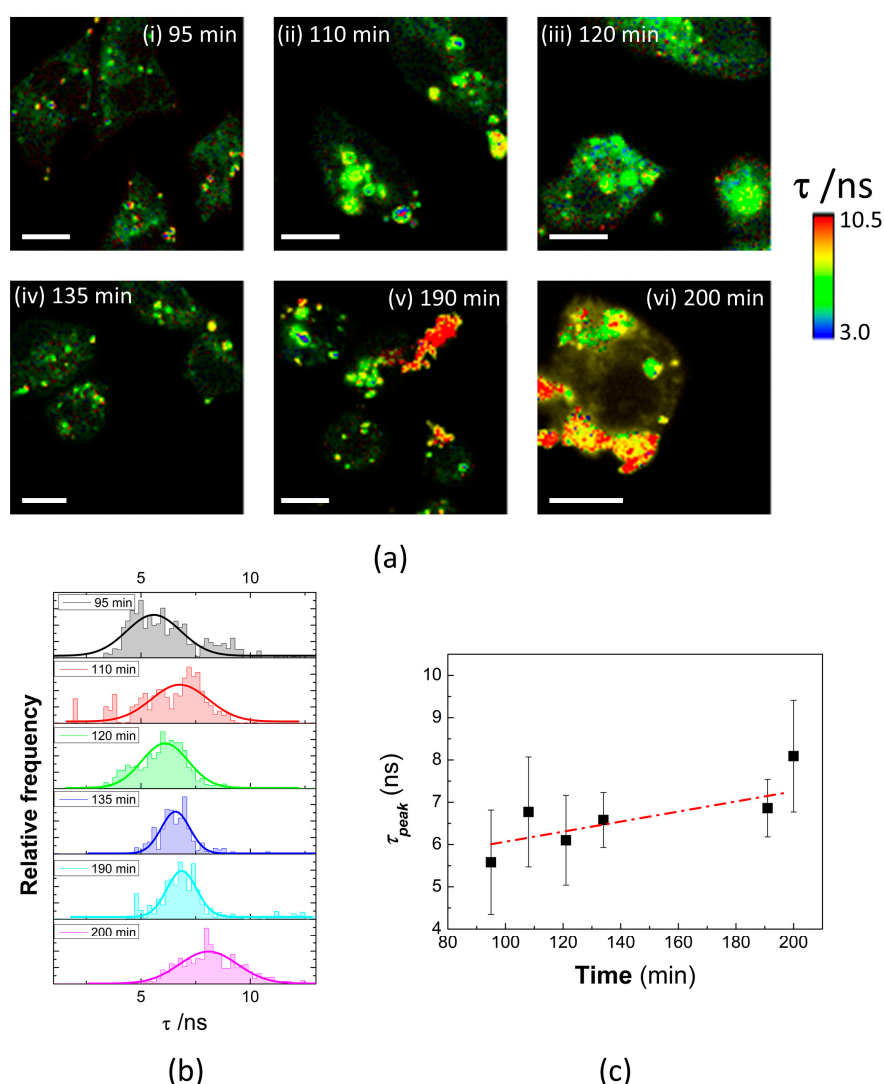 (i) 95 min
(ii) 110 min
(iii) 120 min
τ /ns
10.5
3.0
(iv) 135 min
(v) 190 min
(vi) 200 min
(a)
5 10
95 min
110 min
120 min
135 min
190 min
200 min
Relative frequency
5 10
τ /ns
(b)
10
9
8
7
6
5
4
τpeak (ns)
80 100 120 140 160 180 200
Time (min)
(c)